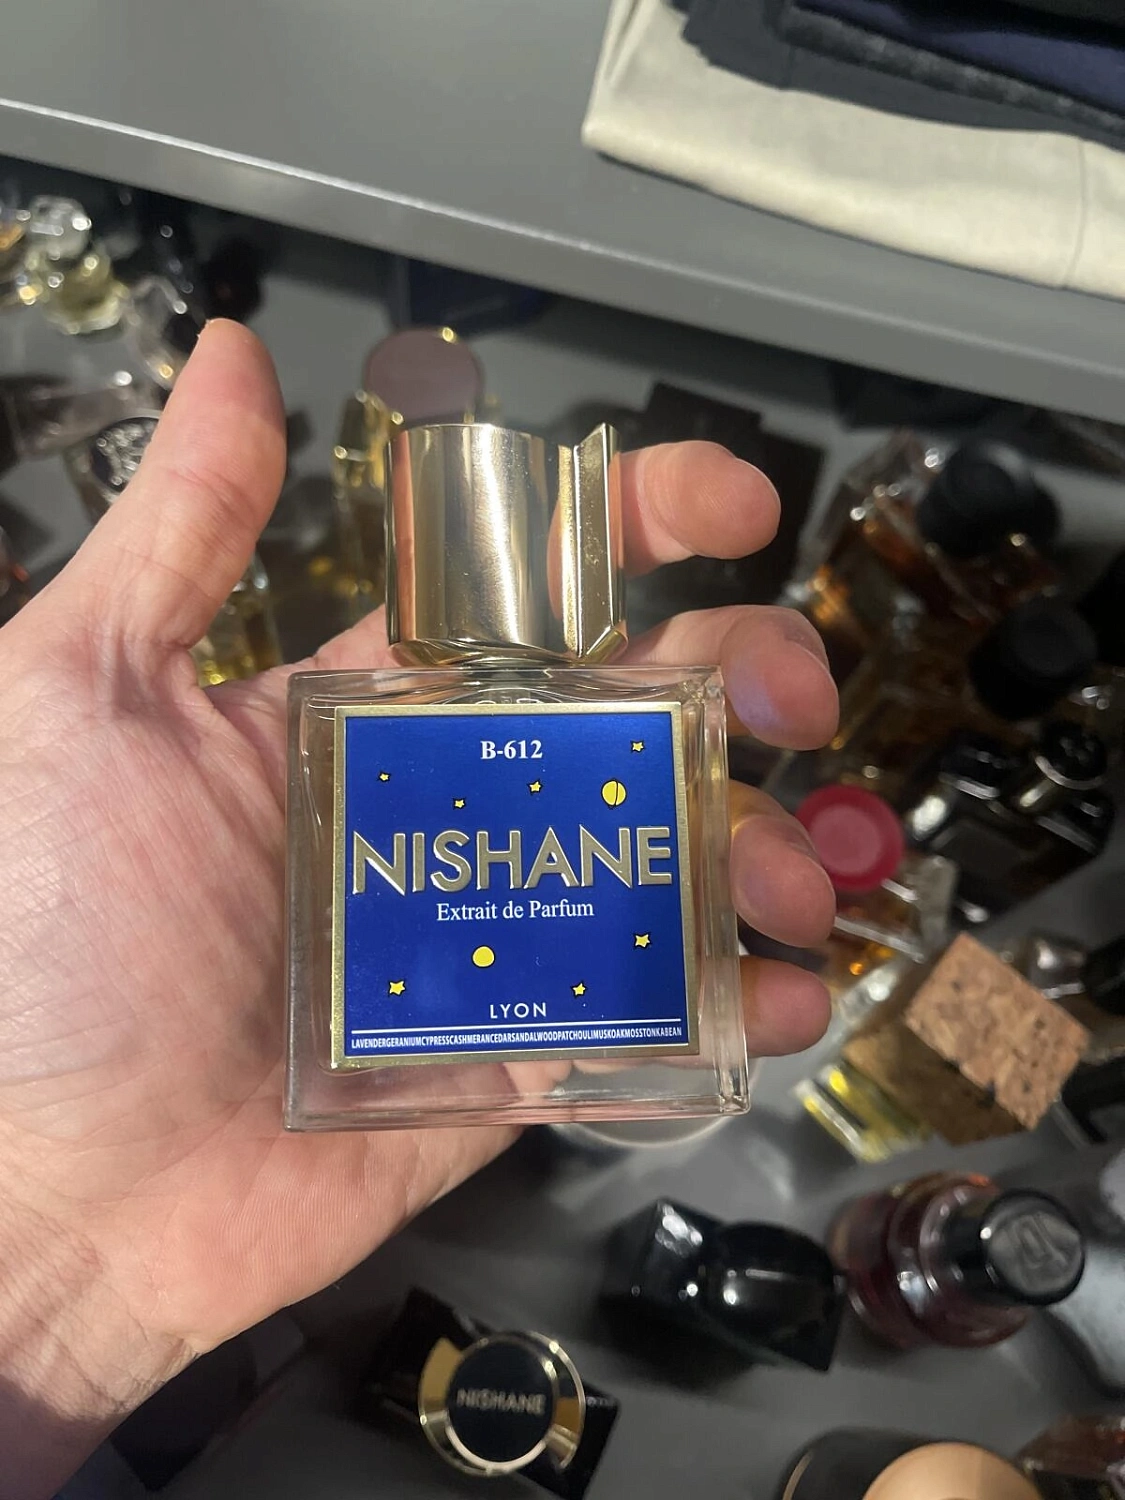 B-612
NISHANE
Extrait de Parfum
LYON
LAVENDERGERANIUMCYPRESSCASHMERANCEDARSANDALWOODPATCHOULIMUSKOAKMOSSTONKABEAN
NISHANE